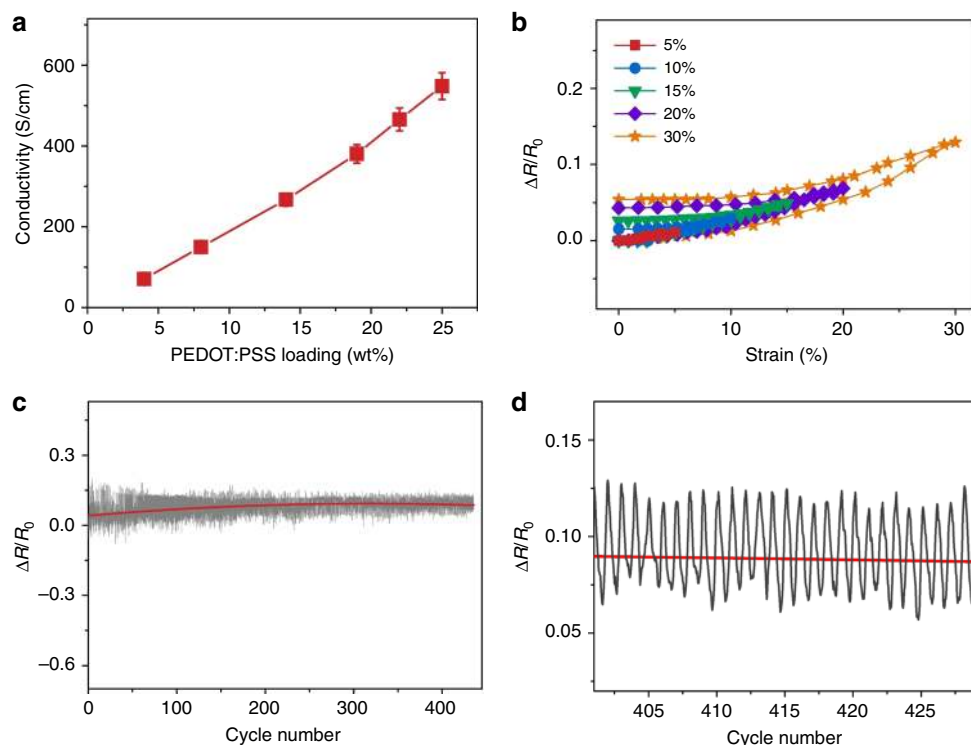 a
600
400
200
0
Conductivity (S/cm)
0 5 10 15 20 25
PEDOT:PSS loading (wt%)
b
5%
10%
15%
20%
30%
0.2
0.1
0.0
ΔR/R0
0 10 20 30
Strain (%)
c
0.3
0.0
–0.3
–0.6
ΔR/R0
0 100 200 300 400
Cycle number
d
0.15
0.10
0.05
ΔR/R0
405 410 415 420 425
Cycle number